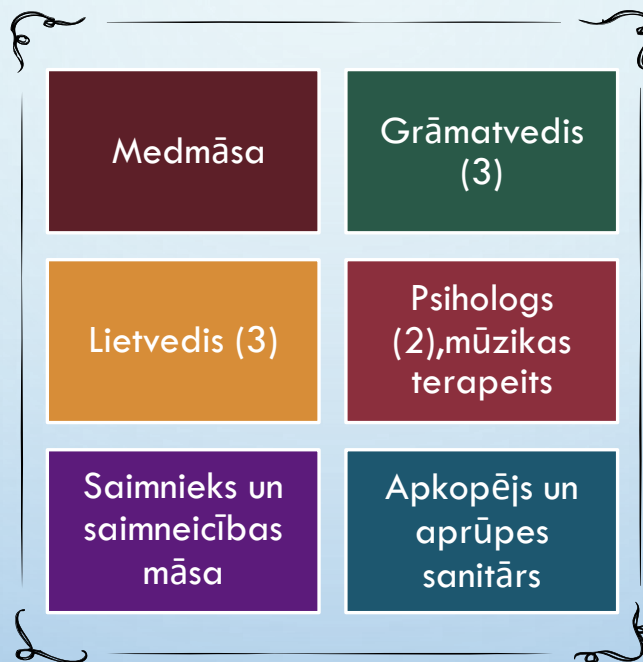 Medmāsa
Grāmatvedis
(3)
Lietvedis (3)
Psihologs
(2),mūzikas
terapeits
Saimnieks un
saimneicības
māsa
Apkopējs un
aprūpes
sanitārs